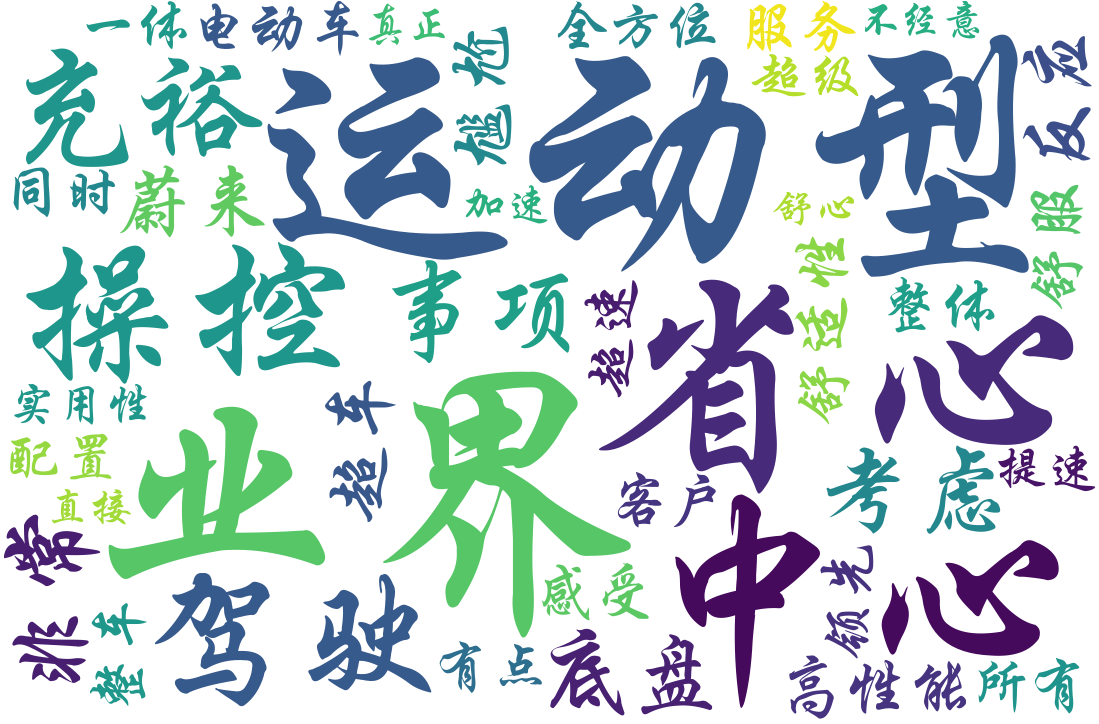 一体
电动车
真正
尴尬
全方位
服务
不经意
超级
反应
充裕
运动型
同时
蔚来
加速
舒心
舒适性
舒服
操控
事项
超速
省心
整体
实用性
超车
配置
业界
直接
客户
考虑
提速
非常
中心
领先
感受
整车
驾驶
有点
底盘
高性能
所有